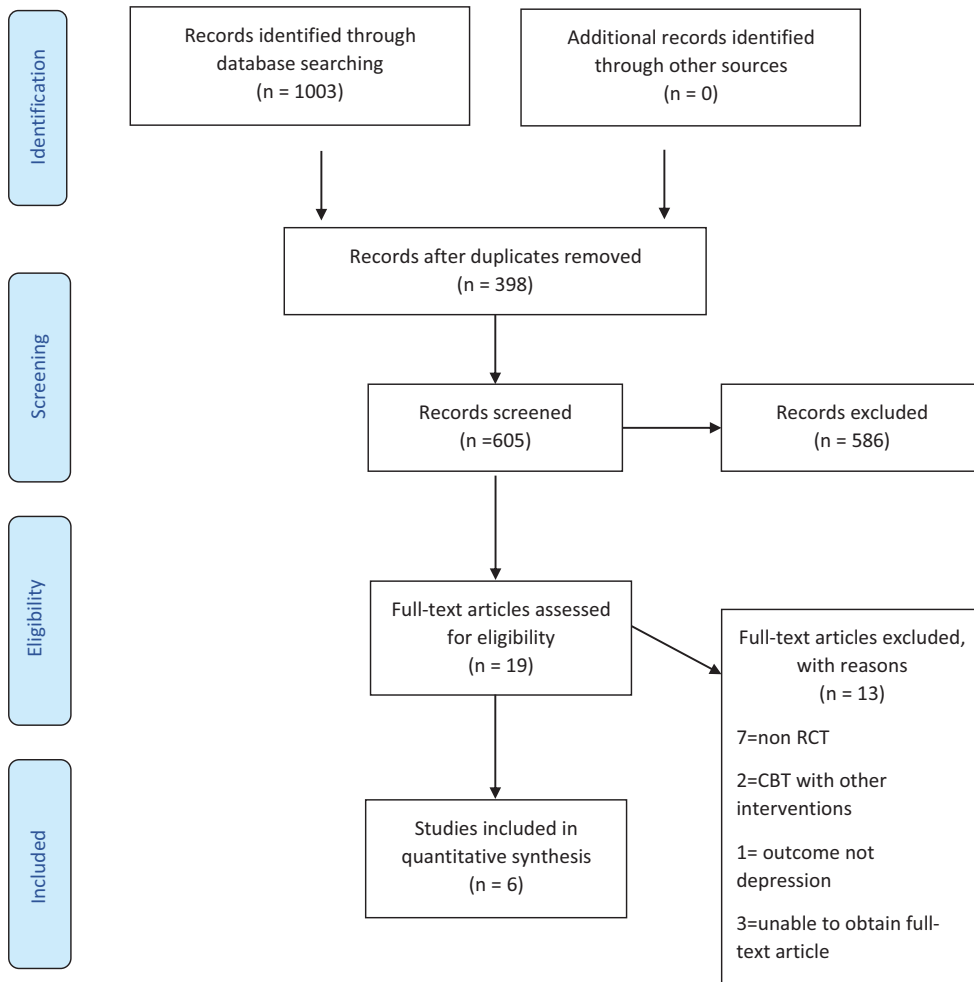 Identification
Records identified through
database searching
(n = 1003)
Additional records identified
through other sources
(n = 0)
Records after duplicates removed
(n = 398)
Screening
Records screened
(n =605)
Records excluded
(n = 586)
Eligibility
Full-text articles assessed
for eligibility
(n = 19)
Full-text articles excluded,
with reasons
(n = 13)
7=non RCT
2=CBT with other
interventions
1= outcome not
depression
3=unable to obtain full-
text article
Included
Studies included in
quantitative synthesis
(n = 6)